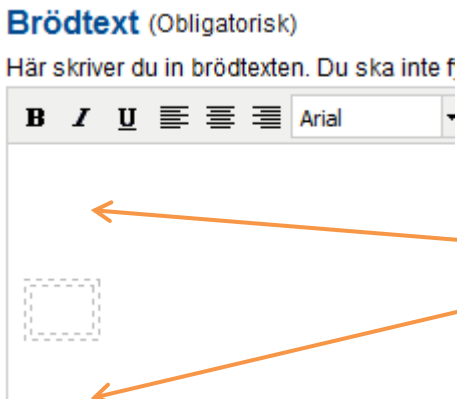 Brödtext (Obligatorisk)
Här skriver du in brödtexten. Du ska inte
B I U Arial